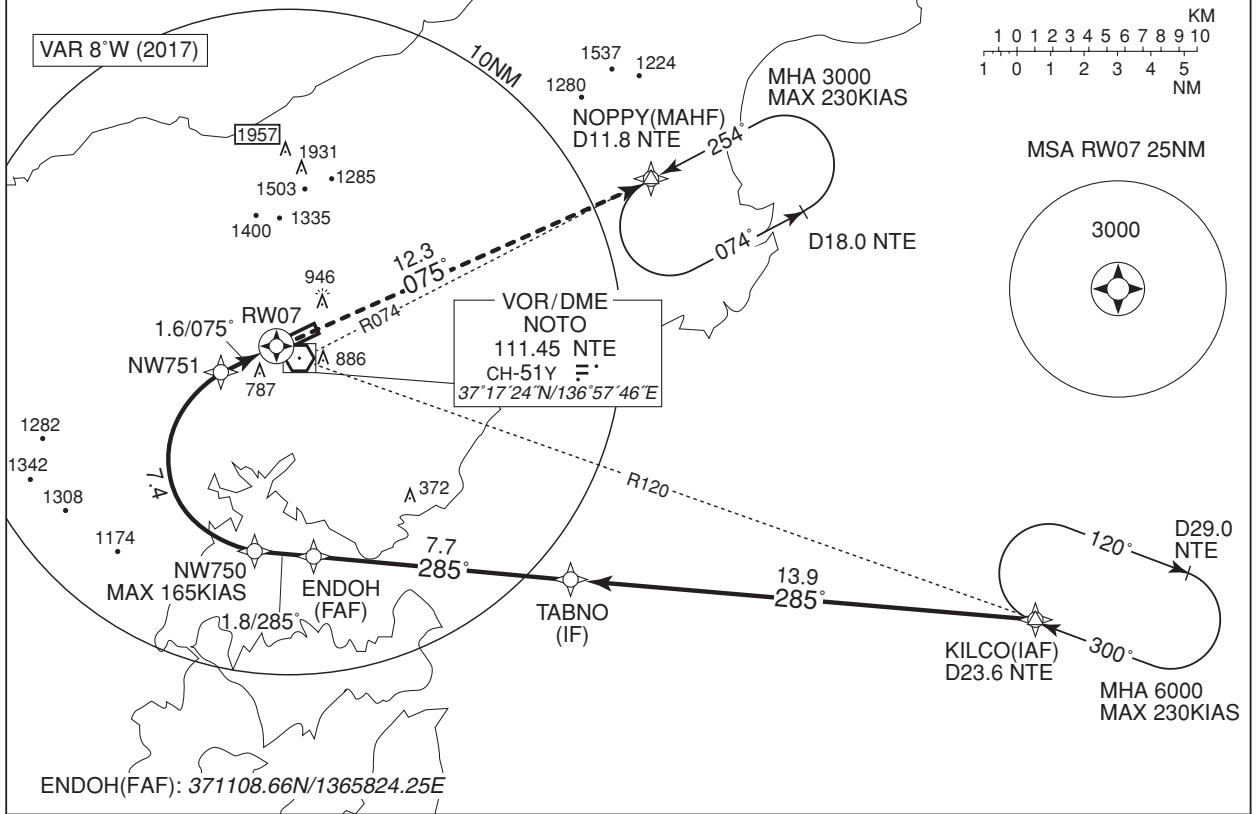 VAR 8°W (2017)
10NM
1537
1224
1280
NOPPY(MAHF)
D11.8 NTE
MHA 3000
MAX 230KIAS
254°
074°
D18.0 NTE
KM
1 0 1 2 3 4 5 6 7 8 9 10
1 0 1 2 3 4 5
NM
MSA RW07 25NM
3000
1957
1931
1503
1285
1400
1335
946
12.3
075°
R074
RW07
1.6/075°
NW751
787
886
VOR/DME
NOTO
111.45 NTE
CH-51Y
37°17′24″N/136°57′46″E
1282
1342
1308
1174
7.4
372
R120
NW750
MAX 165KIAS
1.8/285°
ENDOH
(FAF)
7.7
285°
TABNO
(IF)
13.9
285°
KILCO(IAF)
D23.6 NTE
120°
D29.0
NTE
300°
MHA 6000
MAX 230KIAS
ENDOH(FAF): 371108.66N/1365824.25E